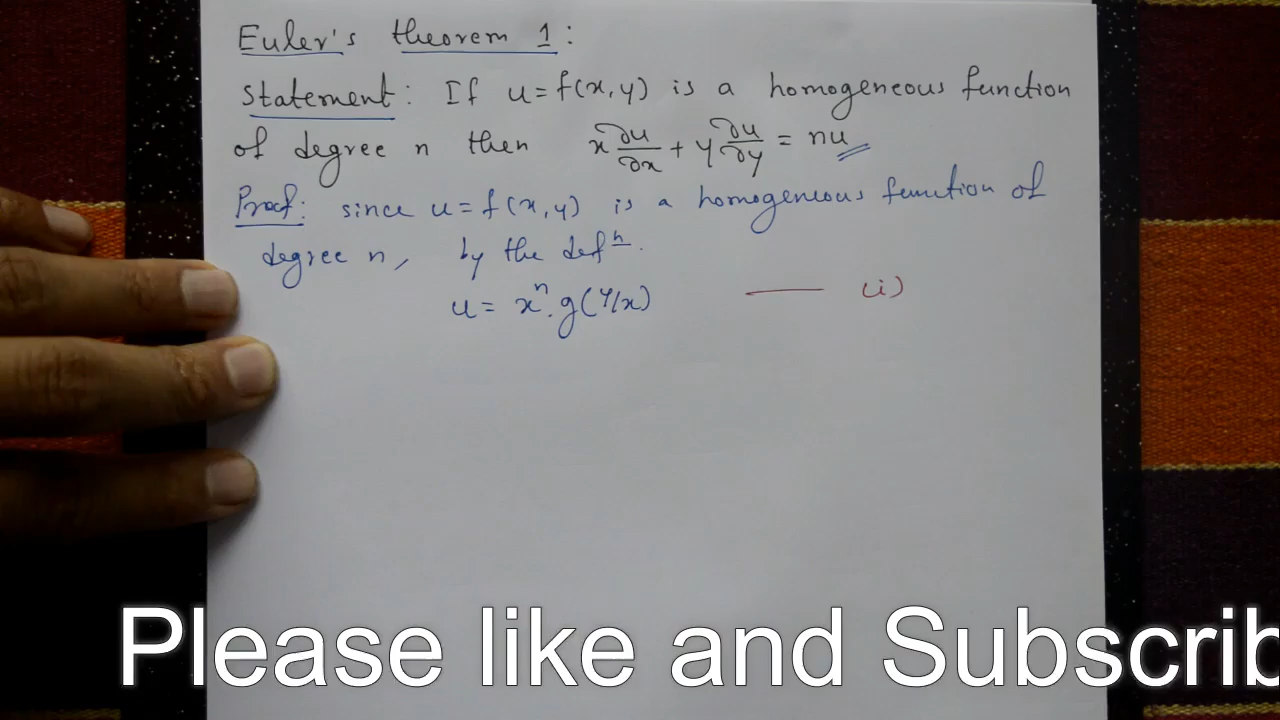 Euler's theorem 1:
Statement: If u = f(x, y) is a homogeneous function
of degree n then x ∂u/∂x + y ∂u/∂y = nu
Proof: since u = f(x, y) is a homogeneous function of
degree n, by the defn.
u = xⁿ. g(y/x) —— (i)
Please like and Subscrib